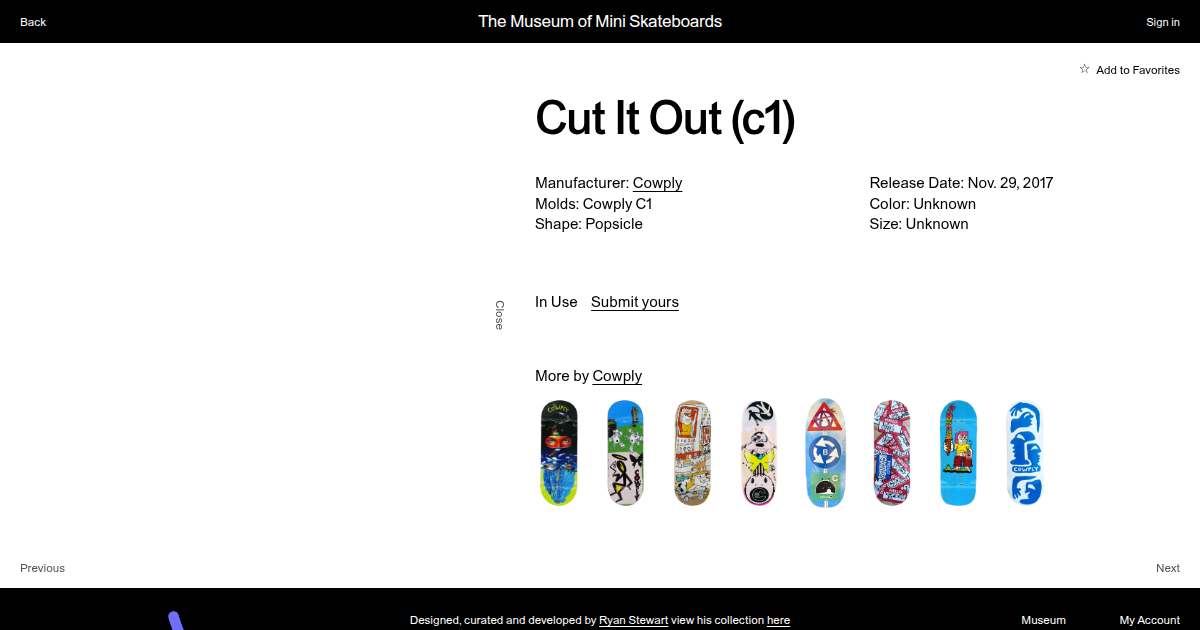 Back
The Museum of Mini Skateboards
Sign in
☆ Add to Favorites
Cut It Out (c1)
Manufacturer: Cowply
Molds: Cowply C1
Shape: Popsicle
Release Date: Nov. 29, 2017
Color: Unknown
Size: Unknown
Close
In Use Submit yours
More by Cowply
COWPLY
B
C
COWPLY
Previous
Next
Designed, curated and developed by Ryan Stewart view his collection here
Museum
My Account